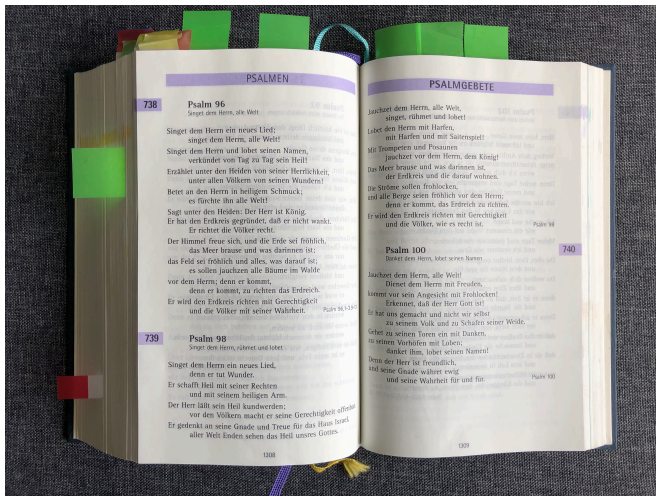 PSALMEN
738
Psalm 96
Singet dem Herrn, alle Welt
Singet dem Herrn ein neues Lied;
singet dem Herrn, alle Welt!
Singet dem Herrn und lobet seinen Namen,
verkündet von Tag zu Tag sein Heil!
Erzählet unter den Heiden von seiner Herrlichkeit,
unter allen Völkern von seinen Wundern!
Betet an den Herrn in heiligem Schmuck;
es fürchte ihn alle Welt!
Sagt unter den Heiden: Der Herr ist König.
Er hat den Erdkreis gegründet, daß er nicht wankt.
Er richtet die Völker recht.
Der Himmel freue sich, und die Erde sei fröhlich,
das Meer brause und was darinnen ist;
das Feld sei fröhlich und alles, was darauf ist;
es sollen jauchzen alle Bäume im Walde
vor dem Herrn; denn er kommt,
denn er kommt, zu richten das Erdreich.
Er wird den Erdkreis richten mit Gerechtigkeit
und die Völker mit seiner Wahrheit.
Psalm 96,1-2.9-13
739
Psalm 98
Singet dem Herrn, rühmet und lobet
Singet dem Herrn ein neues Lied,
denn er tut Wunder.
Er schafft Heil mit seiner Rechten
und mit seinem heiligen Arm.
Der Herr läßt sein Heil kundwerden;
vor den Völkern macht er seine Gerechtigkeit offenbar.
Er gedenkt an seine Gnade und Treue für das Haus Israel,
aller Welt Enden sehen das Heil unsres Gottes.
1308
PSALMGEBETE
Jauchzet dem Herrn, alle Welt,
singet, rühmet und lobet!
Lobet den Herrn mit Harfen,
mit Harfen und mit Saitenspiel!
Mit Trompeten und Posaunen
jauchzet vor dem Herrn, dem König!
Das Meer brause und was darinnen ist,
der Erdkreis und die darauf wohnen.
Die Ströme sollen frohlocken,
und alle Berge seien fröhlich vor dem Herrn;
denn er kommt, das Erdreich zu richten.
Er wird den Erdkreis richten mit Gerechtigkeit
und die Völker, wie es recht ist.
Psalm 98
740
Psalm 100
Danket dem Herrn, lobet seinen Namen
Jauchzet dem Herrn, alle Welt!
Dienet dem Herrn mit Freuden,
kommt vor sein Angesicht mit Frohlocken!
Erkennet, daß der Herr Gott ist!
Er hat uns gemacht und nicht wir selbst
zu seinem Volk und zu Schafen seiner Weide.
Gehet zu seinen Toren ein mit Danken,
zu seinen Vorhöfen mit Loben;
danket ihm, lobet seinen Namen!
Denn der Herr ist freundlich,
und seine Gnade währet ewig
und seine Wahrheit für und für.
Psalm 100
1309